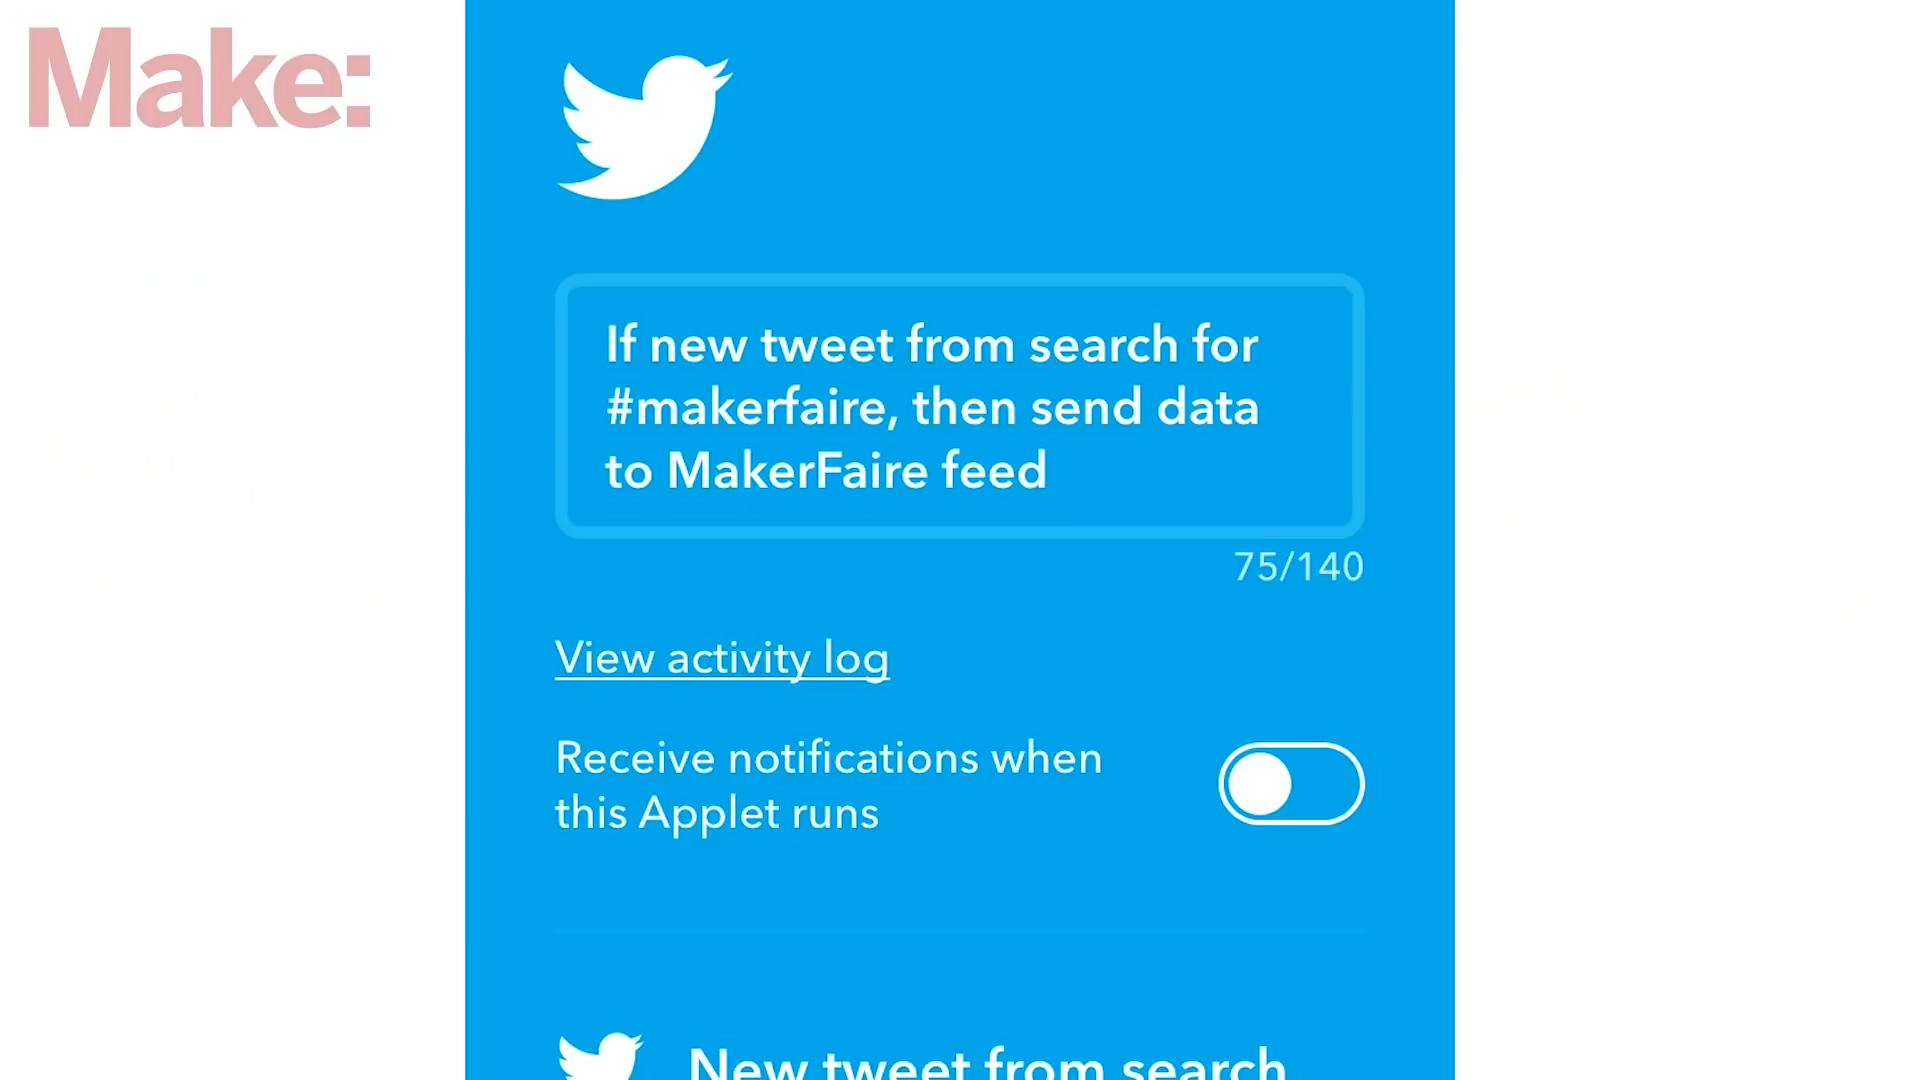 Make:
If new tweet from search for
#makerfaire, then send data
to MakerFaire feed
75/140
View activity log
Receive notifications when
this Applet runs
New tweet from search